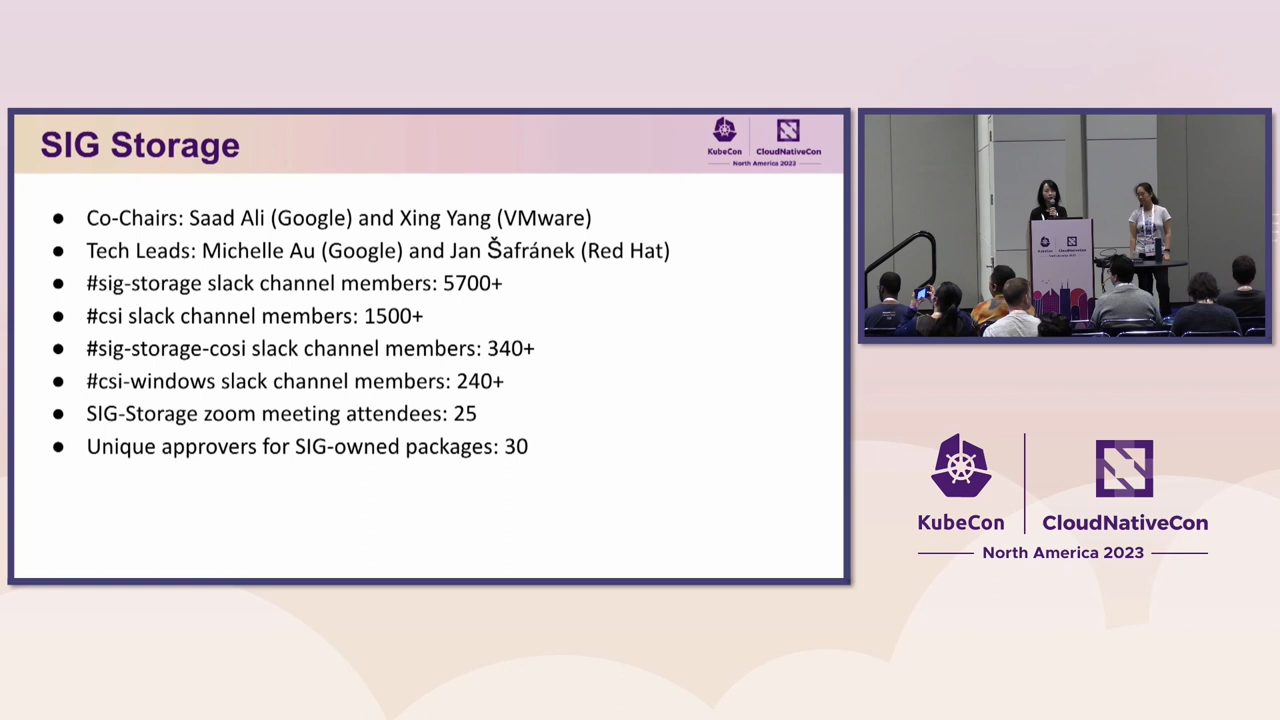 SIG Storage
KubeCon
CloudNativeCon
North America 2023
● Co-Chairs: Saad Ali (Google) and Xing Yang (VMware)
● Tech Leads: Michelle Au (Google) and Jan Šafránek (Red Hat)
● #sig-storage slack channel members: 5700+
● #csi slack channel members: 1500+
● #sig-storage-cosi slack channel members: 340+
● #csi-windows slack channel members: 240+
● SIG-Storage zoom meeting attendees: 25
● Unique approvers for SIG-owned packages: 30
KubeCon
CloudNativeCon
North America 2023